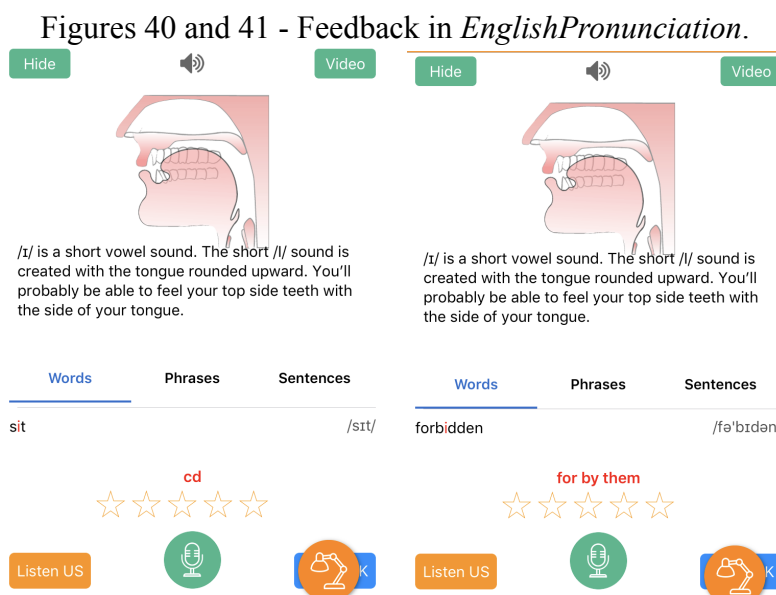 Figures 40 and 41 - Feedback in EnglishPronunciation.
Hide
Video
/ɪ/ is a short vowel sound. The short /I/ sound is
created with the tongue rounded upward. You’ll
probably be able to feel your top side teeth with
the side of your tongue.
Words Phrases Sentences
sit /sɪt/
cd
Listen US
K
Hide
Video
/ɪ/ is a short vowel sound. The short /I/ sound is
created with the tongue rounded upward. You’ll
probably be able to feel your top side teeth with
the side of your tongue.
Words Phrases Sentences
forbidden /fə'bɪdən
for by them
Listen US
K